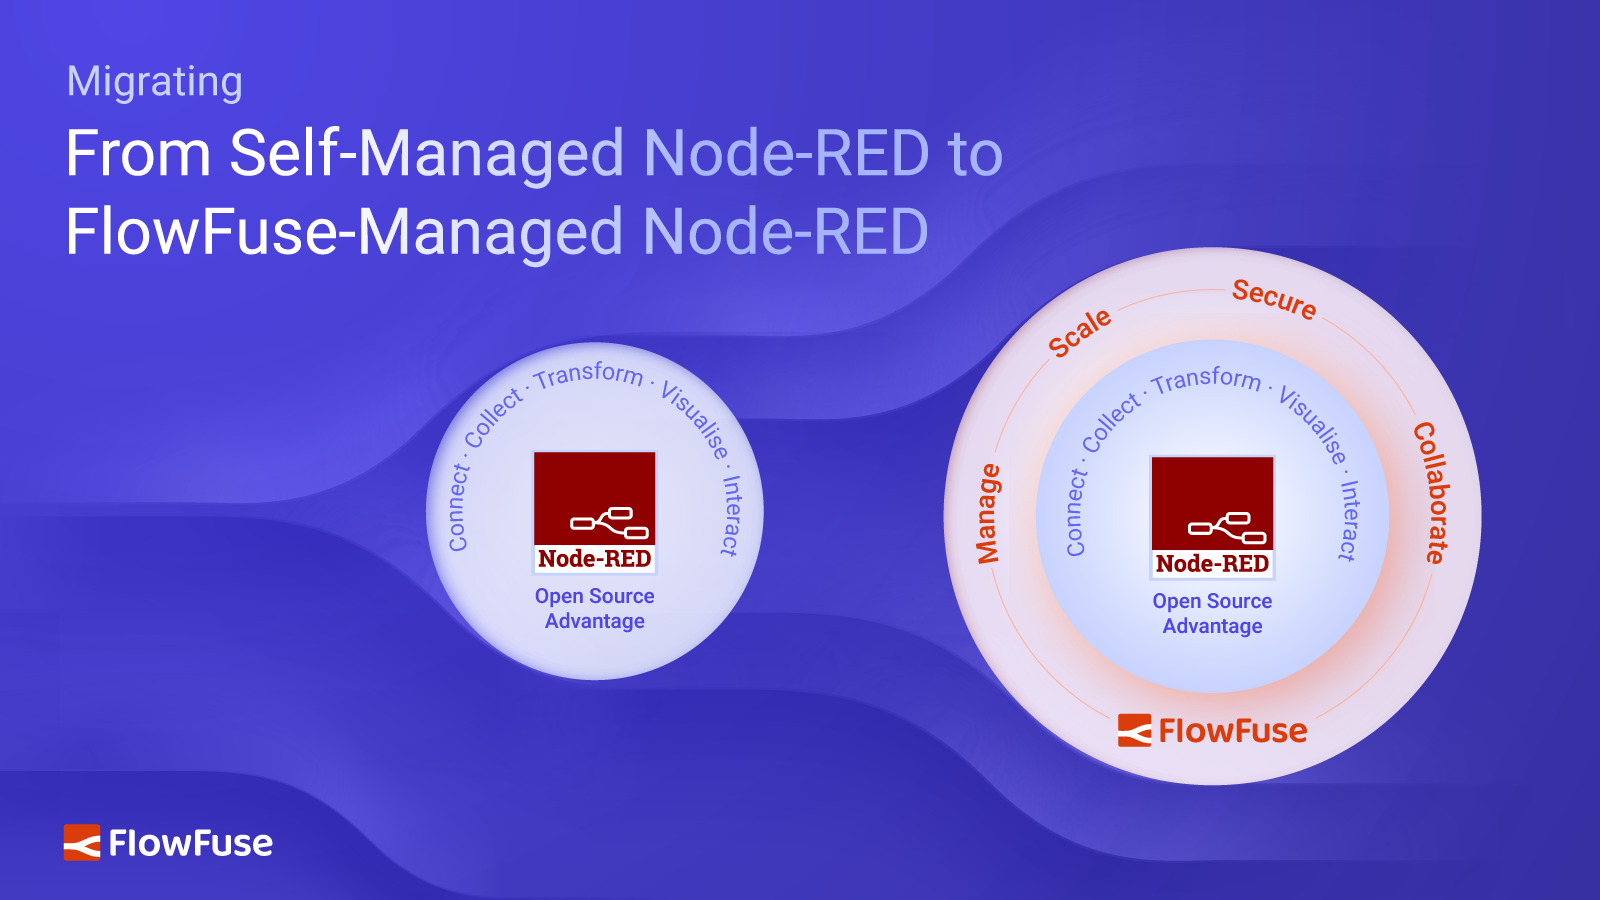 Migrating
From Self-Managed Node-RED to
FlowFuse-Managed Node-RED
Connect · Collect · Transform · Visualise · Interact
Node-RED
Open Source
Advantage
Manage
Scale
Secure
Collaborate
Connect · Collect · Transform · Visualise · Interact
Node-RED
Open Source
Advantage
FlowFuse
FlowFuse